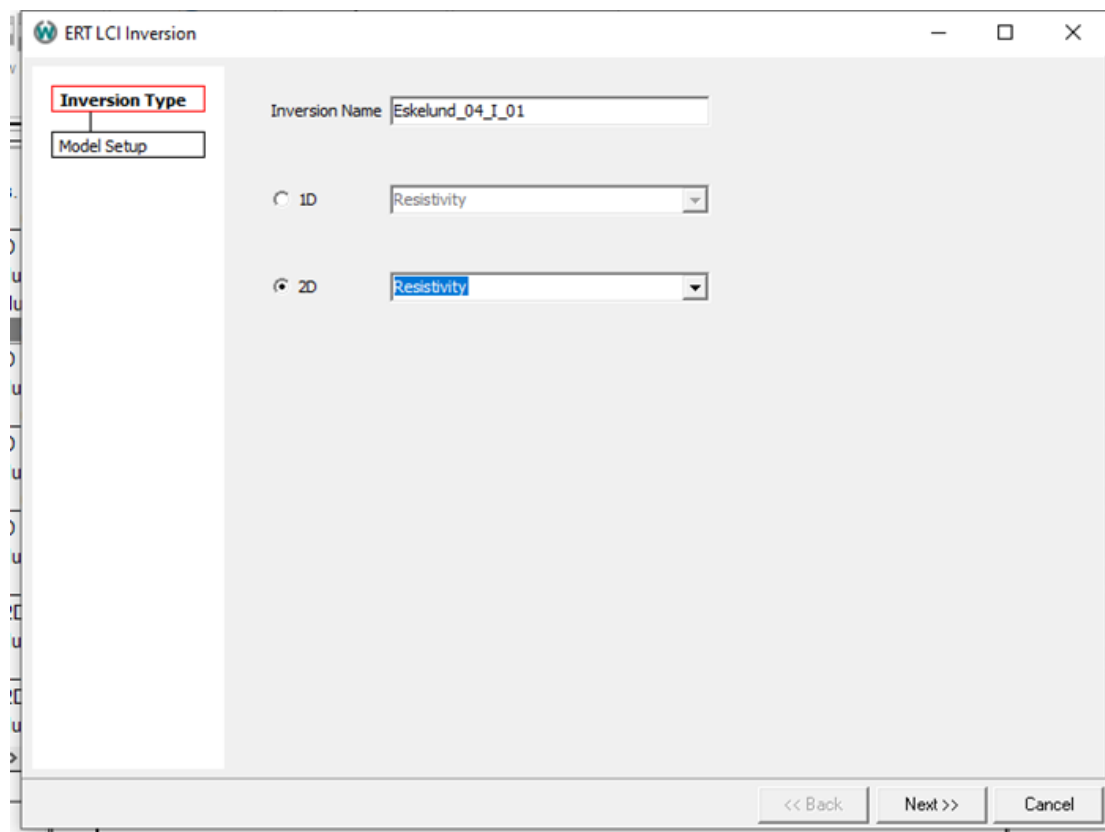 ERT LCI Inversion
Inversion Type
Model Setup
Inversion Name Eskelund_04_I_01
1D Resistivity
2D Resistivity
<< Back Next >> Cancel